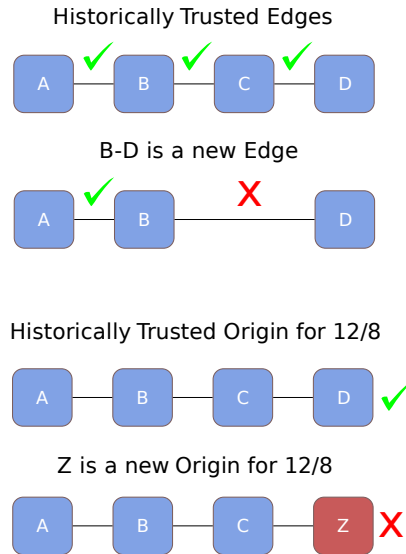 Historically Trusted Edges
A B C D
B-D is a new Edge
A B X D
Historically Trusted Origin for 12/8
A B C D
Z is a new Origin for 12/8
A B C Z X